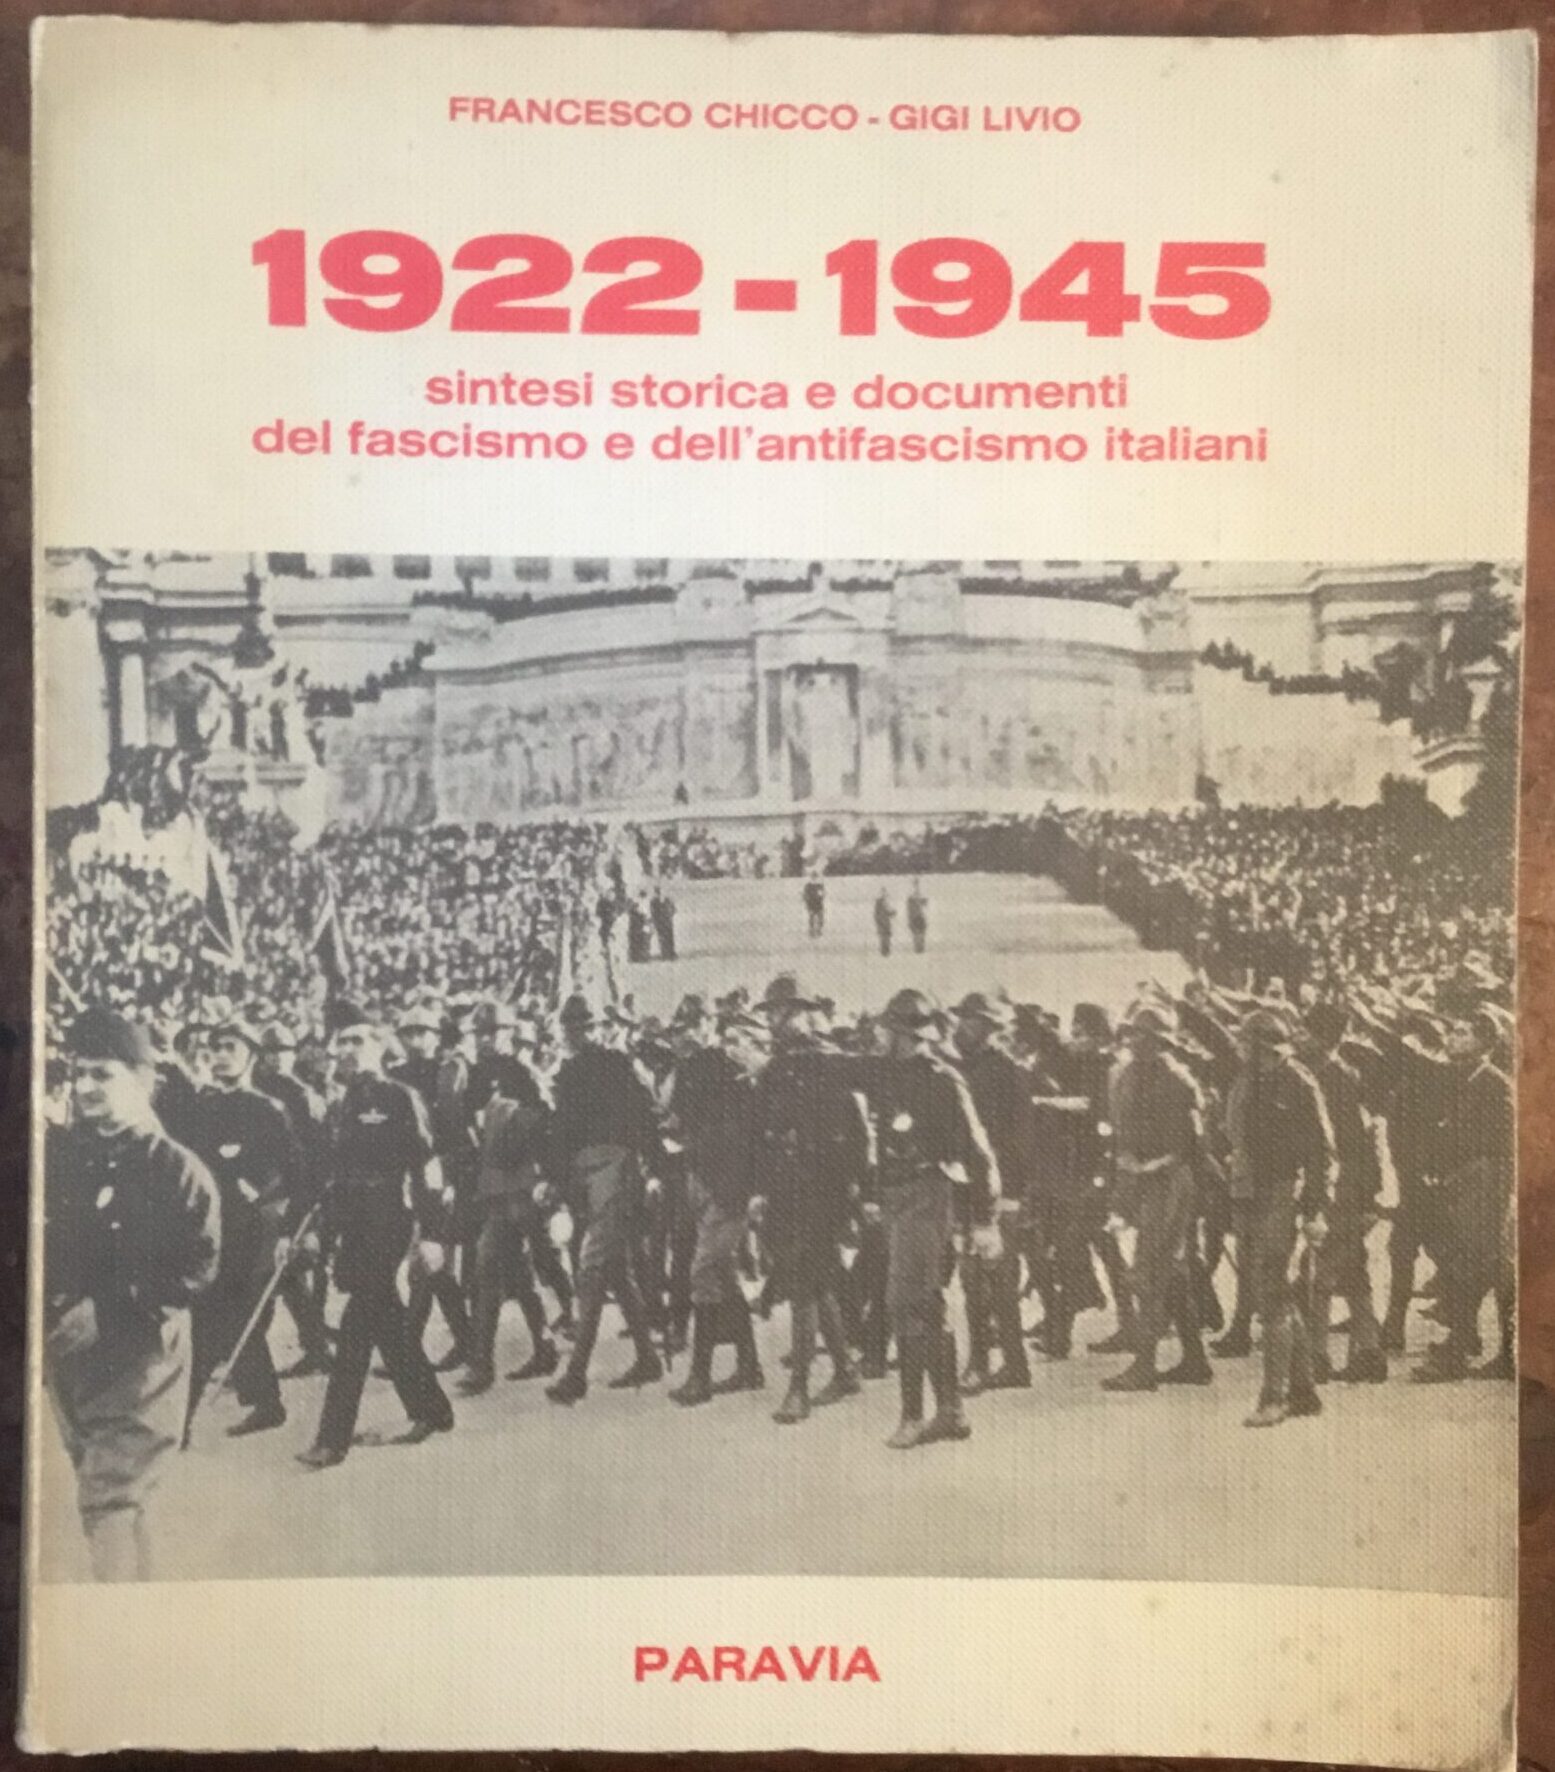 FRANCESCO CHICCO - GIGI LIVIO
1922-1945
sintesi storica e documenti
del fascismo e dell'antifascismo italiani
PARAVIA